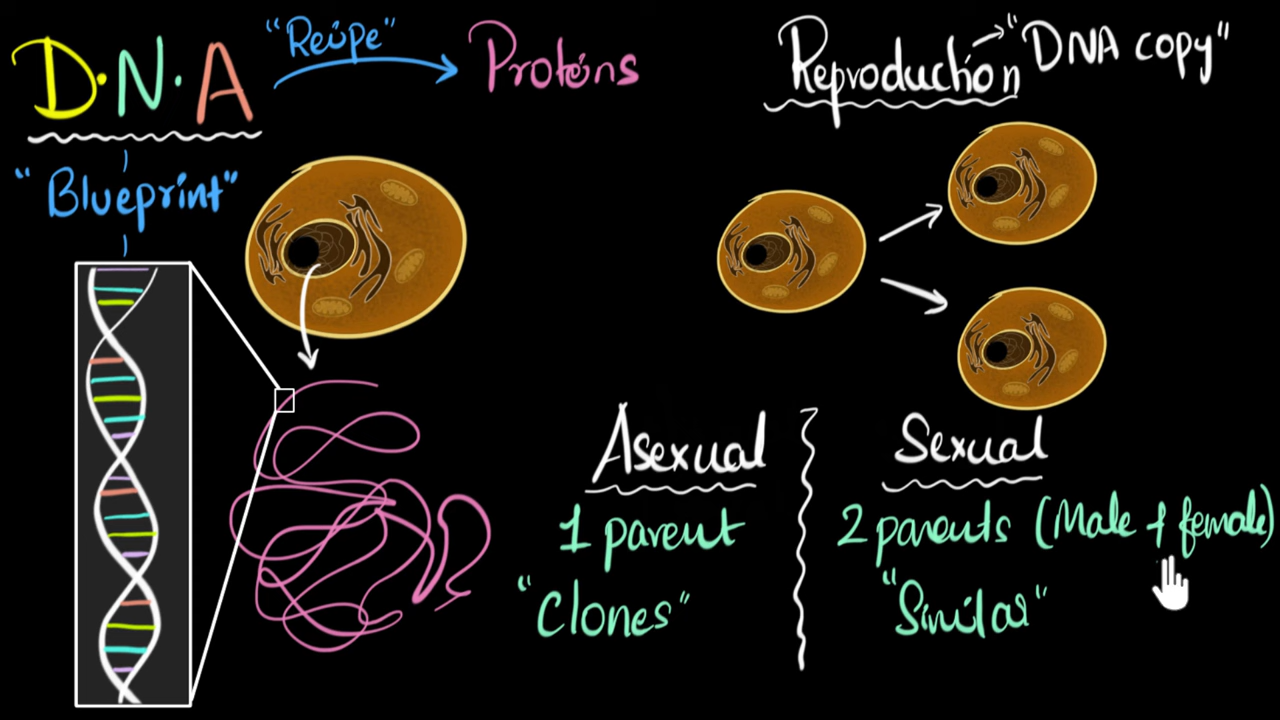 D.N.A "Recipe" Proteins
"Blueprint"
Reproduction "DNA copy"
Asexual
1 parent
"Clones"
Sexual
2 parents (Male + female)
"Similar"